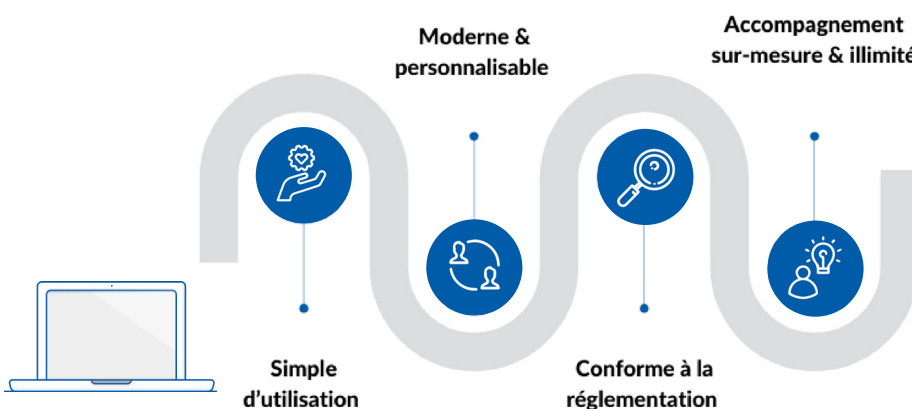 Moderne &
personnalisable
Accompagnement
sur-mesure & illimité
Simple
d'utilisation
Conforme à la
réglementation